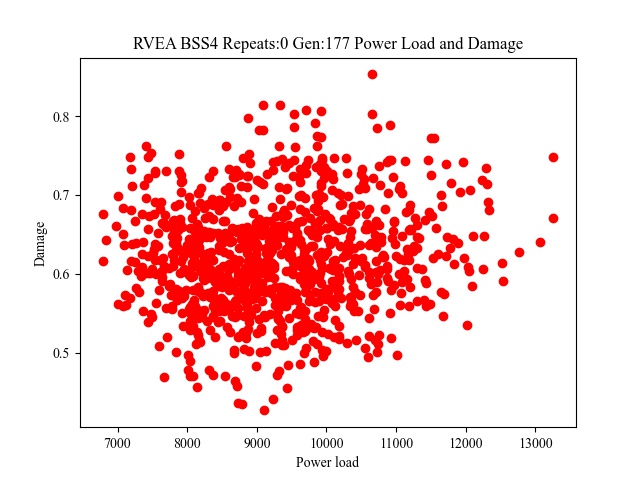 RVEA BSS4 Repeats:0 Gen:177 Power Load and Damage
0.8
0.7
0.6
0.5
Damage
7000 8000 9000 10000 11000 12000 13000
Power load